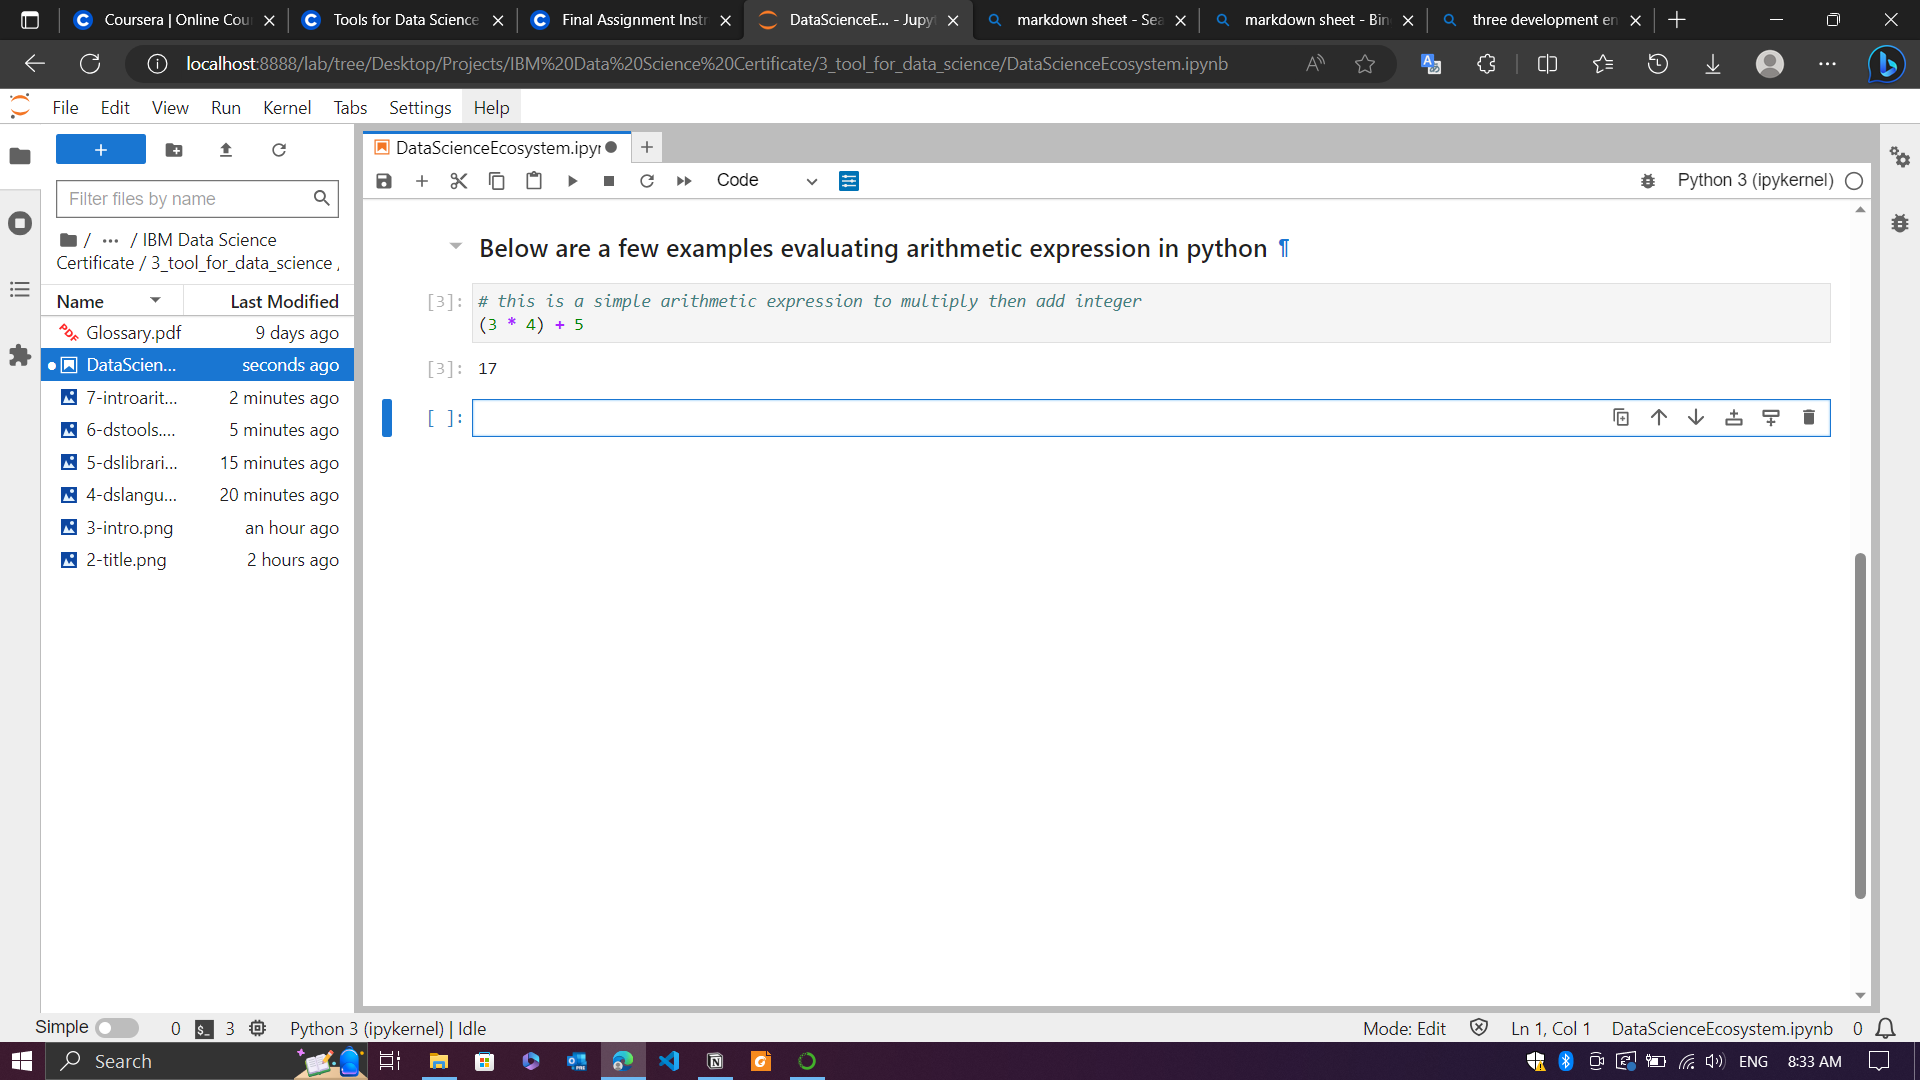 Coursera | Online Cou
Tools for Data Science
Final Assignment Instr
DataScienceE... - Jupyt
markdown sheet - Sea
markdown sheet - Bin
three development en
localhost:8888/lab/tree/Desktop/Projects/IBM%20Data%20Science%20Certificate/3_tool_for_data_science/DataScienceEcosystem.ipynb
File Edit View Run Kernel Tabs Settings Help
DataScienceEcosystem.ipyn
Code
Python 3 (ipykernel)
Filter files by name
/ ··· / IBM Data Science
Certificate / 3_tool_for_data_science /
Name Last Modified
Glossary.pdf 9 days ago
DataScien... seconds ago
7-introarit... 2 minutes ago
6-dstools.... 5 minutes ago
5-dslibrari... 15 minutes ago
4-dslangu... 20 minutes ago
3-intro.png an hour ago
2-title.png 2 hours ago
Below are a few examples evaluating arithmetic expression in python ¶
[3]: # this is a simple arithmetic expression to multiply then add integer
(3 * 4) + 5
[3]: 17
[ ]:
Simple 0 $_ 3 Python 3 (ipykernel) | Idle Mode: Edit Ln 1, Col 1 DataScienceEcosystem.ipynb 0
Search ENG 8:33 AM